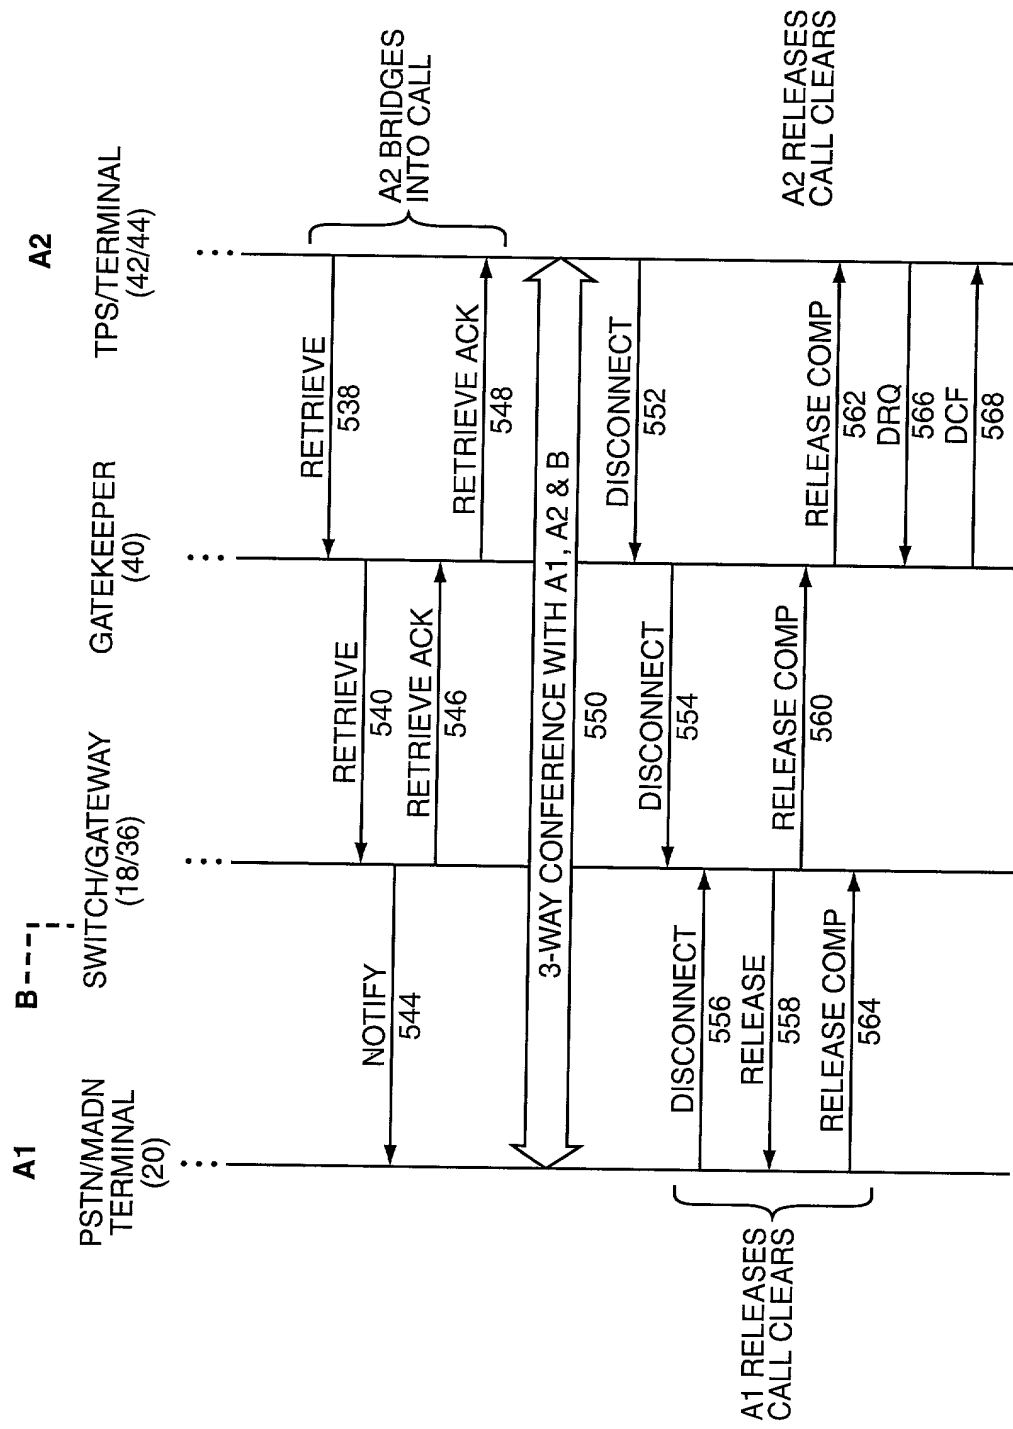 A1
B
A2
PSTN/MADN
TERMINAL
(20)
SWITCH/GATEWAY
(18/36)
GATEKEEPER
(40)
TPS/TERMINAL
(42/44)
RETRIEVE
538
RETRIEVE
540
NOTIFY
544
RETRIEVE ACK
546
RETRIEVE ACK
548
A2 BRIDGES
INTO CALL
3-WAY CONFERENCE WITH A1, A2 & B
550
DISCONNECT
552
DISCONNECT
554
DISCONNECT
556
RELEASE
558
RELEASE COMP
560
RELEASE COMP
562
RELEASE COMP
564
DRQ
566
DCF
568
A1 RELEASES
CALL CLEARS
A2 RELEASES
CALL CLEARS